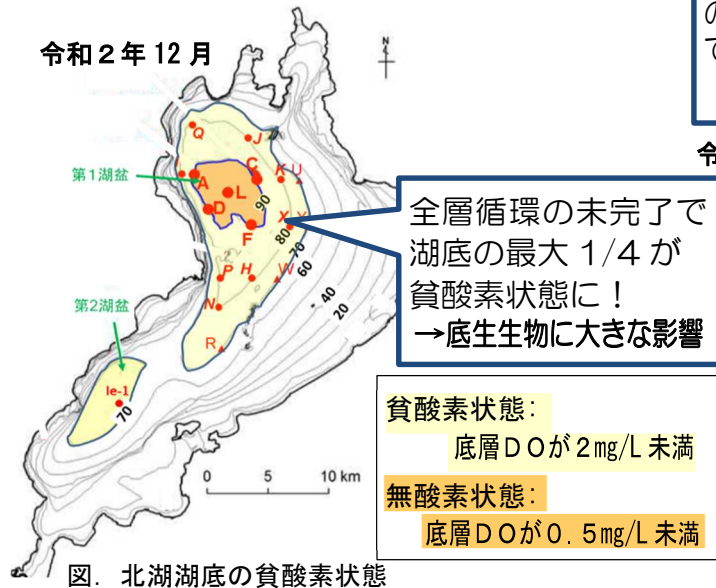 の
で
令和２年 12 月
N
令
Q
J
第1湖盆
A
C
K
U
L
D
90
F
X
Y
80
70
60
全層循環の未完了で
湖底の最大 1/4 が
貧酸素状態に！
→底生生物に大きな影響
P
H
W
N
40
20
R
第2湖盆
Ie-1
70
貧酸素状態：
底層ＤＯが２㎎/L 未満
無酸素状態：
底層ＤＯが０．５㎎/L 未満
0 5 10 km
図．北湖湖底の貧酸素状態